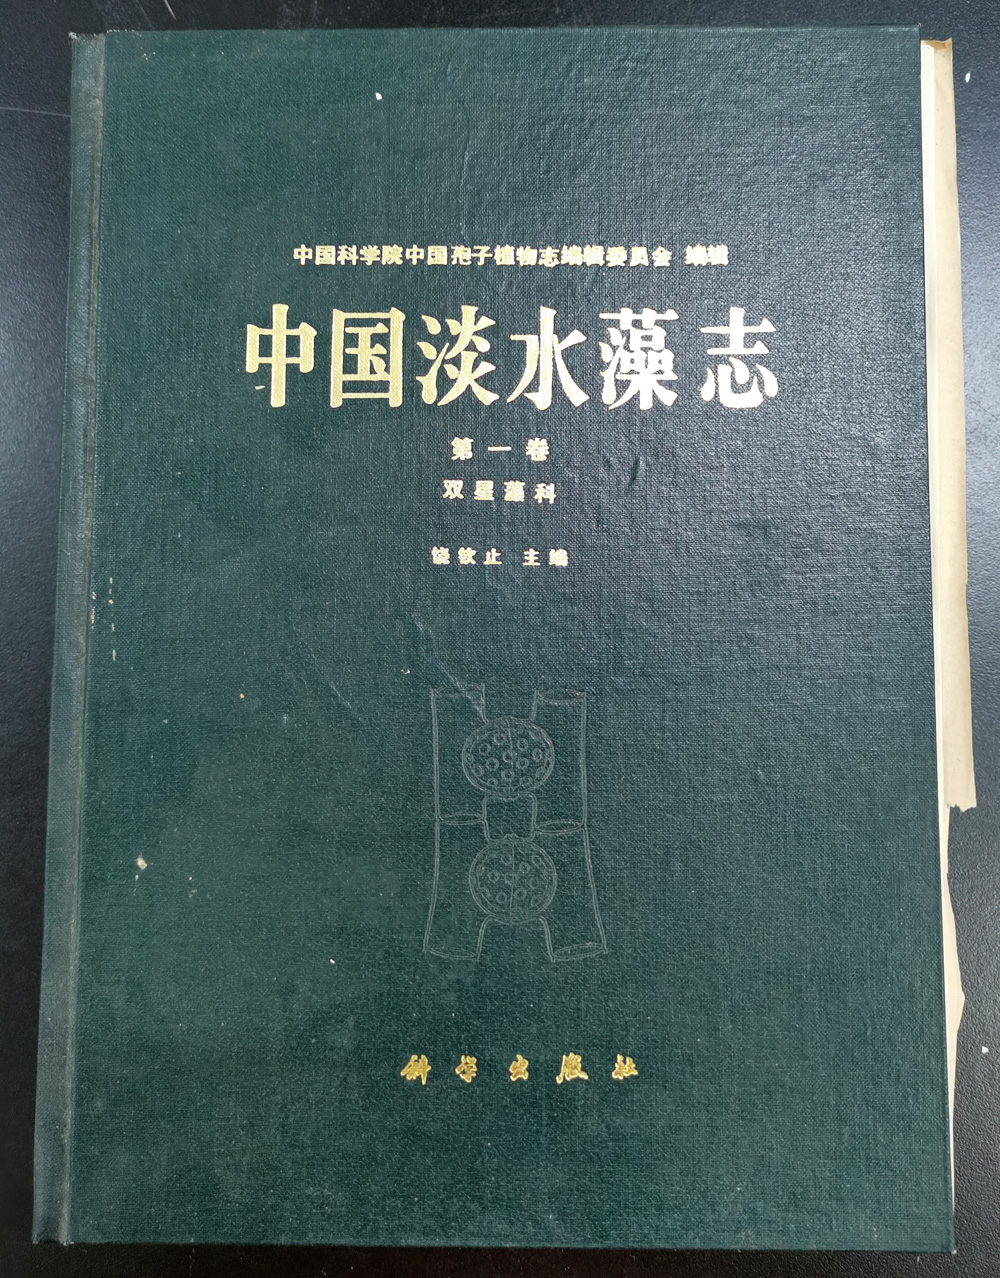 中国科学院中国孢子植物志编辑委员会 编辑
中国淡水藻志
第一卷
双星藻科
饶钦止 主编
科学出版社